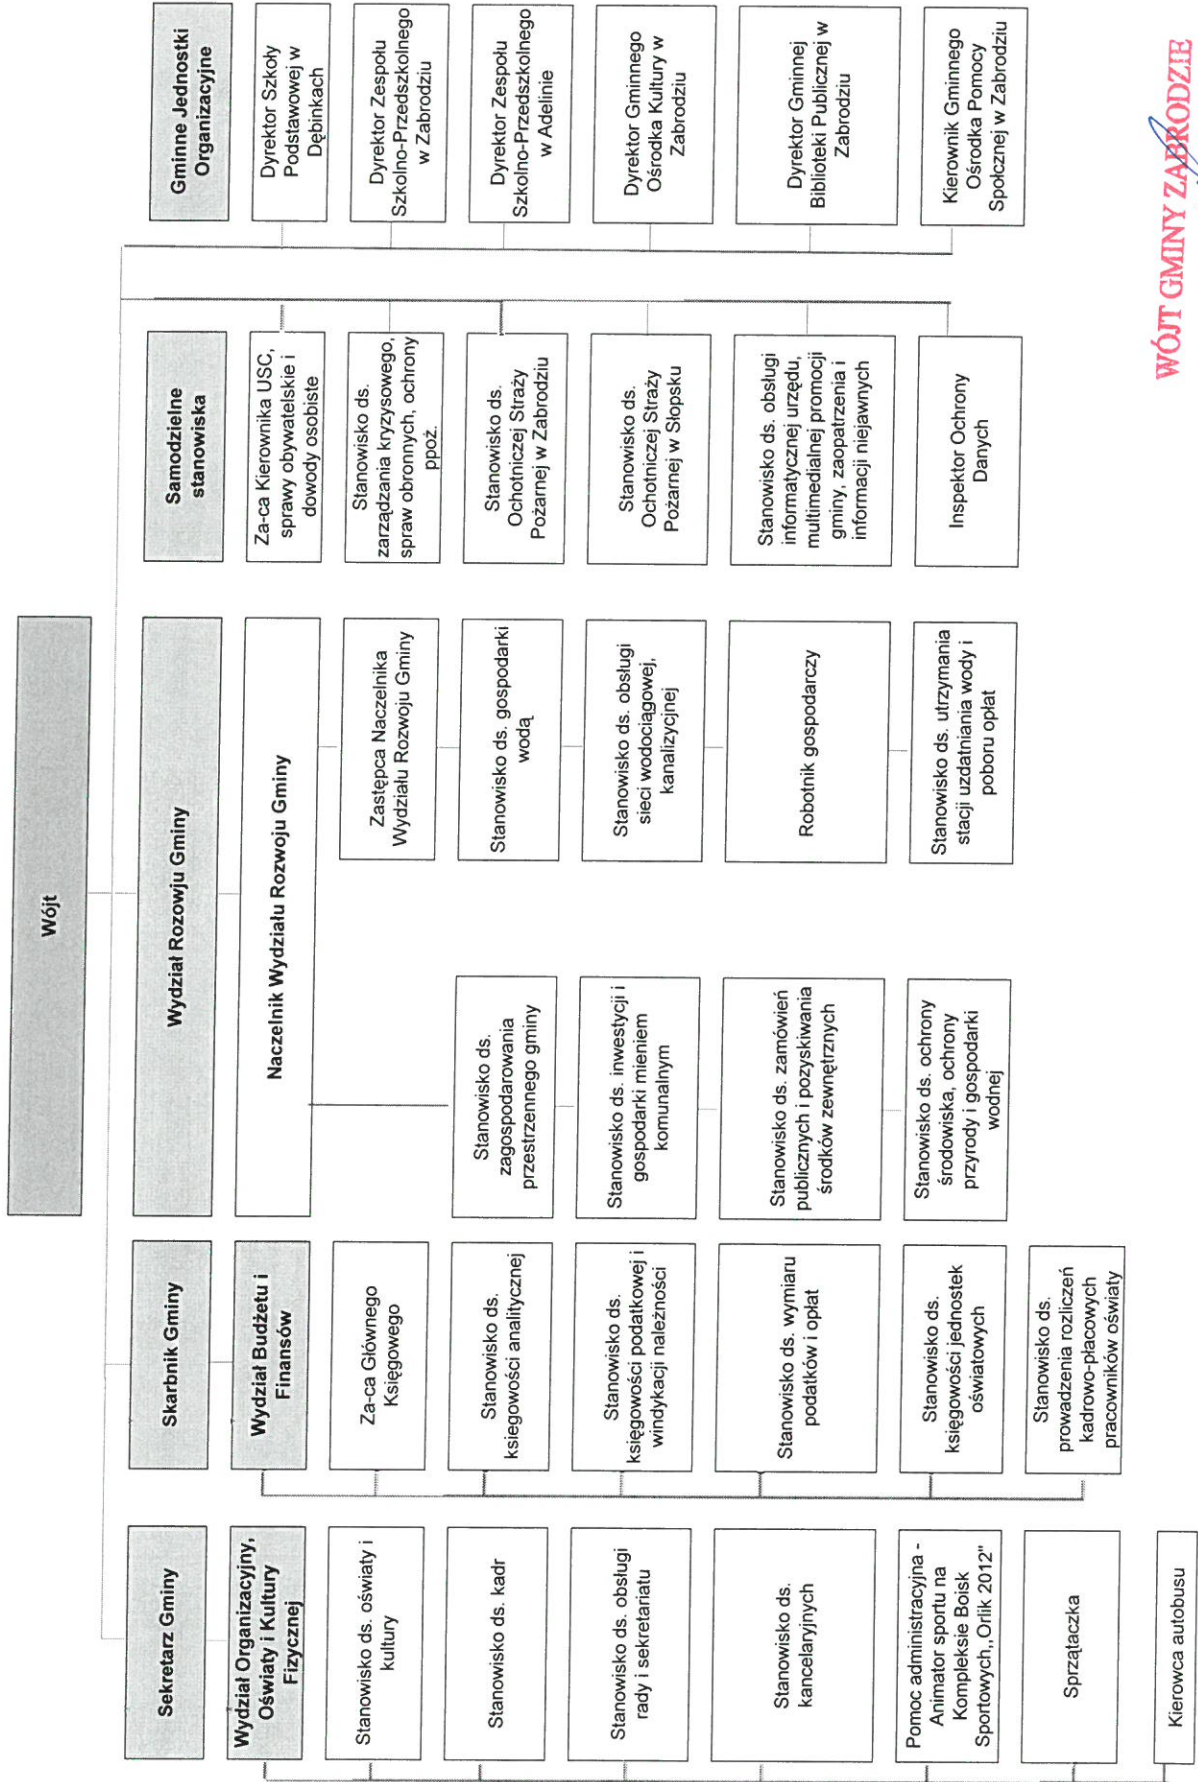 Wójt
Sekretarz Gminy
Wydział Organizacyjny,
Oświaty i Kultury
Fizycznej
Stanowisko ds. oświaty i
kultury
Stanowisko ds. kadr
Stanowisko ds. obsługi
rady i sekretariatu
Stanowisko ds.
kancelaryjnych
Pomoc administracyjna -
Animator sportu na
Kompleksie Boisk
Sportowych,,Orlik 2012"
Sprzątaczka
Kierowca autobusu
Skarbnik Gminy
Wydział Budżetu i
Finansów
Za-ca Głównego
Księgowego
Stanowisko ds.
ksiegowości analitycznej
Stanowisko ds.
księgowości podatkowej i
windykacji należności
Stanowisko ds. wymiaru
podatków i opłat
Stanowisko ds.
księgowości jednostek
oświatowych
Stanowisko ds.
prowadzenia rozliczeń
kadrowo-płacowych
pracowników oświaty
Wydział Rozowju Gminy
Naczelnik Wydziału Rozwoju Gminy
Stanowisko ds.
zagospodarowania
przestrzennego gminy
Stanowisko ds. inwestycji i
gospodarki mieniem
komunalnym
Stanowisko ds. zamówień
publicznych i pozyskiwania
środków zewnętrznych
Stanowisko ds. ochrony
środowiska, ochrony
przyrody i gospodarki
wodnej
Zastępca Naczelnika
Wydziału Rozwoju Gminy
Stanowisko ds. gospodarki
wodą
Stanowisko ds. obsługi
sieci wodociągowej,
kanalizycjnej
Robotnik gospodarczy
Stanowisko ds. utrzymania
stacji uzdatniania wody i
poboru opłat
Samodzielne
stanowiska
Za-ca Kierownika USC,
sprawy obywatelskie i
dowody osobiste
Stanowisko ds.
zarządzania kryzysowego,
spraw obronnych, ochrony
ppoż.
Stanowisko ds.
Ochotniczej Straży
Pożarnej w Zabrodziu
Stanowisko ds.
Ochotniczej Straży
Pożarnej w Słopsku
Stanowisko ds. obsługi
informatycznej urzędu,
multimedialnej promocji
gminy, zaopatrzenia i
informacji niejawnych
Inspektor Ochrony
Danych
Gminne Jednostki
Organizacyjne
Dyrektor Szkoły
Podstawowej w
Dębinkach
Dyrektor Zespołu
Szkolno-Przedszkolnego
w Zabrodziu
Dyrektor Zespołu
Szkolno-Przedszkolnego
w Adelinie
Dyrektor Gminnego
Ośrodka Kultury w
Zabrodziu
Dyrektor Gminnej
Biblioteki Publicznej w
Zabrodziu
Kierownik Gminnego
Ośrodka Pomocy
Społecznej w Zabrodziu
WÓJT GMINY ZABRODZIE